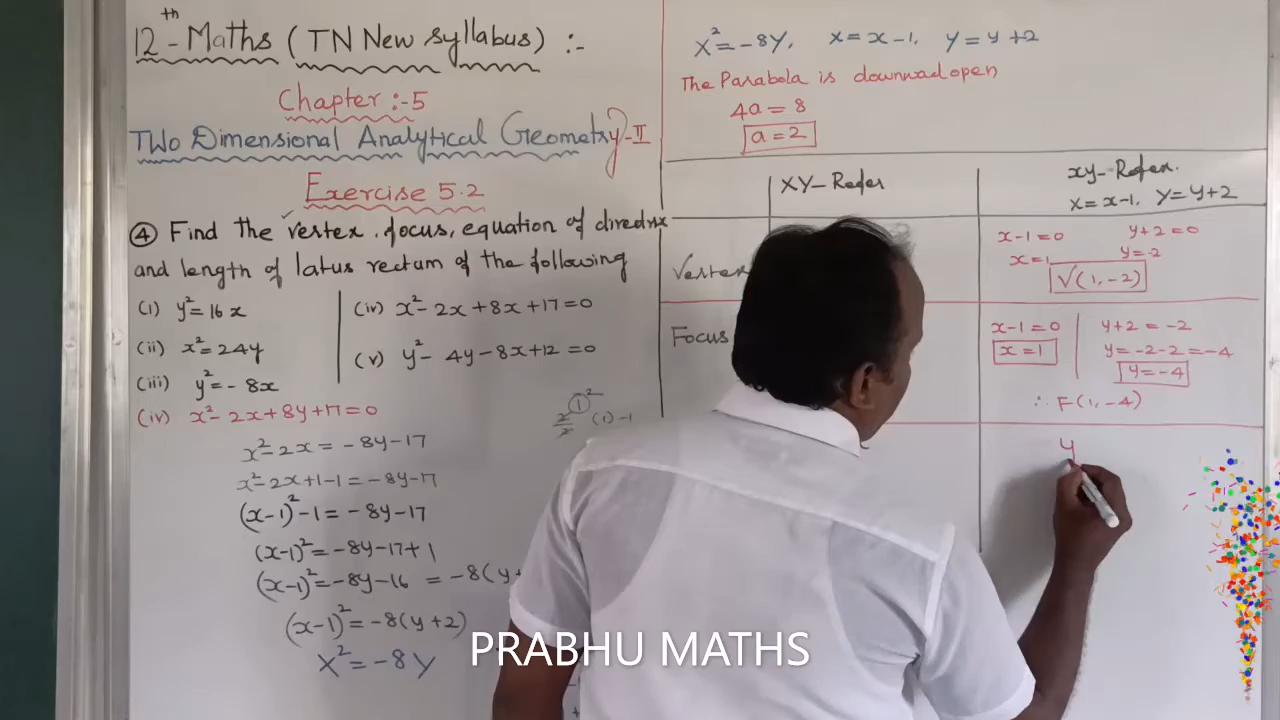 12th - Maths (TN New syllabus) :-
Chapter :-5
TWO Dimensional Analytical Geometry-II
Exercise 5.2
④ Find the vertex, focus, equation of directrix
and length of latus rectum of the following
(i) y²=16x
(ii) x²=24y
(iii) y²=-8x
(iv) x²-2x+8x+17=0
(v) y²-4y-8x+12=0
(iv) x²-2x+8y+17=0
x²-2x=-8y-17
x²-2x+1-1=-8y-17
(x-1)²-1=-8y-17
(x-1)²=-8y-17+1
(x-1)²=-8y-16 =-8(y+
(x-1)²=-8(y+2)
X²=-8Y
(1)²-1
X²=-8Y, X=x-1, Y=y+2
The Parabola is downwad open
4a=8
a=2
XY-Refer
xy-Refer.
X=x-1, Y=y+2
Vertex
x-1=0 y+2=0
x=1 y=-2
V(1,-2)
Focus
x-1=0 y+2=-2
x=1 y=-2-2=-4
y=-4
∴ F(1,-4)
y
PRABHU MATHS